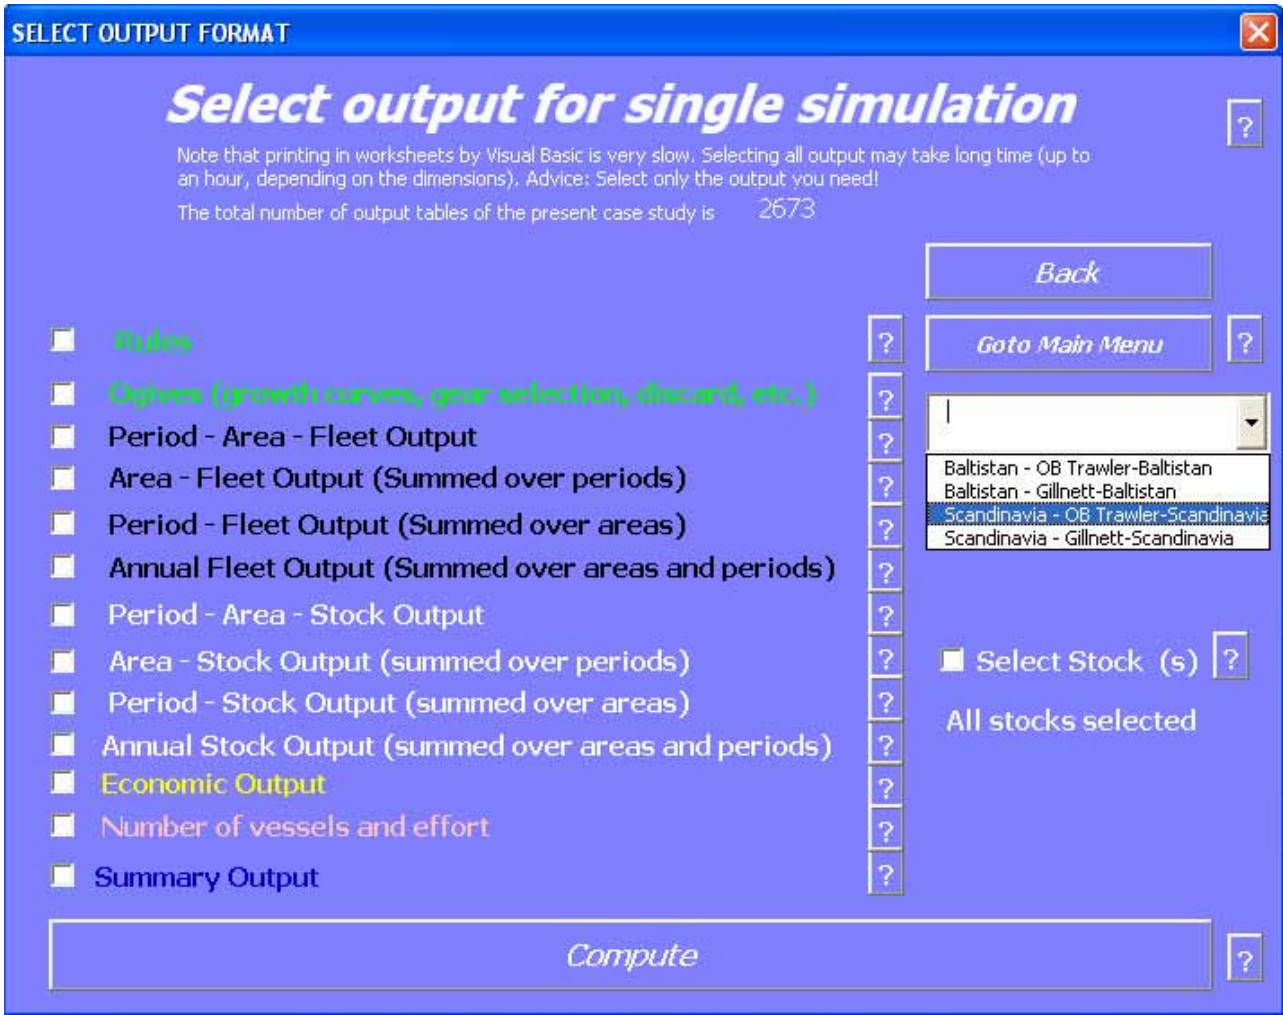 SELECT OUTPUT FORMAT
Select output for single simulation
?
Note that printing in worksheets by Visual Basic is very slow. Selecting all output may take long time (up to
an hour, depending on the dimensions). Advice: Select only the output you need!
The total number of output tables of the present case study is 2673
Back
Rules ?
Goto Main Menu ?
Ogives (growth curves, gear selection, discard, etc.) ?
Period - Area - Fleet Output ?
Area - Fleet Output (Summed over periods) ?
Period - Fleet Output (Summed over areas) ?
Annual Fleet Output (Summed over areas and periods) ?
Baltistan - OB Trawler-Baltistan
Baltistan - Gillnett-Baltistan
Scandinavia - OB Trawler-Scandinavia
Scandinavia - Gillnett-Scandinavia
Period - Area - Stock Output ?
Area - Stock Output (summed over periods) ?
Period - Stock Output (summed over areas) ?
Annual Stock Output (summed over areas and periods) ?
Select Stock (s) ?
All stocks selected
Economic Output ?
Number of vessels and effort ?
Summary Output ?
Compute ?